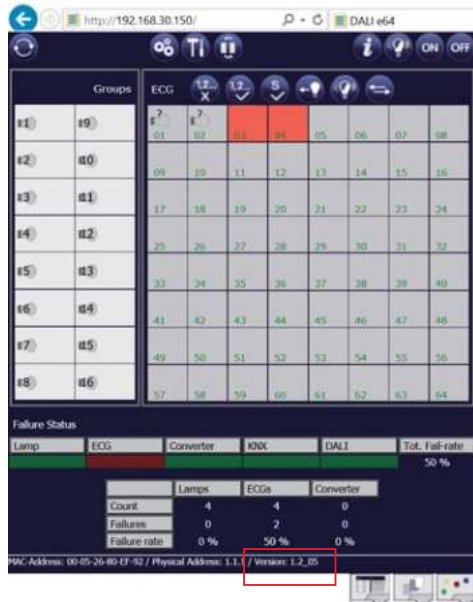 http://192.168.30.150/ DALI e64
i ON OFF
Groups ECG 1,2... X 1,2... S
1 9 ? 01 ? 02 03 04 05 06 07 08
2 10 09 10 11 12 13 14 15 16
3 11 17 18 19 20 21 22 23 24
4 12 25 26 27 28 29 30 31 32
5 13 33 34 35 36 37 38 39 40
6 14 41 42 43 44 45 46 47 48
7 15 49 50 51 52 53 54 55 56
8 16 57 58 59 60 61 62 63 64
Failure Status
Lamp ECG Converter KNX DALI Tot. Fail-rate
50 %
Lamps ECGs Converter
Count 4 4 0
Failures 0 2 0
Failure rate 0 % 50 % 0 %
MAC-Address: 00-05-26-80-EF-92 / Physical Address: 1.1.1 / Version: 1.2_05